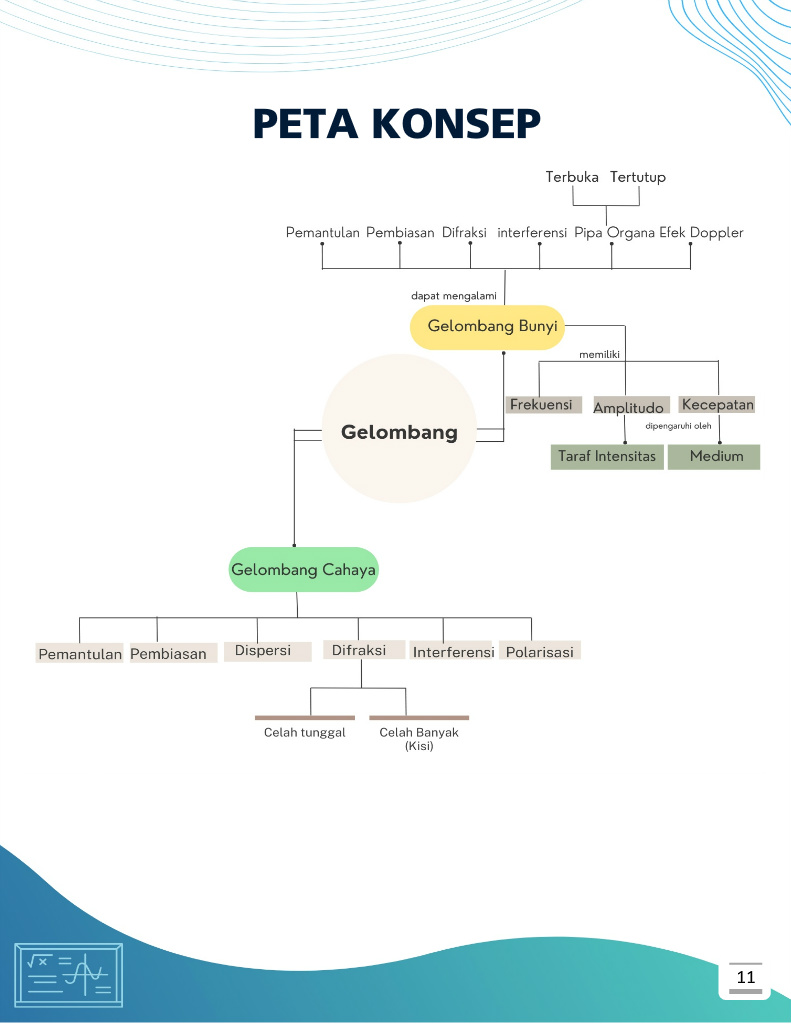 PETA KONSEP
Terbuka Tertutup
Pemantulan Pembiasan Difraksi interferensi Pipa Organa Efek Doppler
dapat mengalami
Gelombang Bunyi
memiliki
Frekuensi Amplitudo Kecepatan
dipengaruhi oleh
Gelombang
Taraf Intensitas Medium
Gelombang Cahaya
Pemantulan Pembiasan Dispersi Difraksi Interferensi Polarisasi
Celah tunggal Celah Banyak
(Kisi)
√x
11